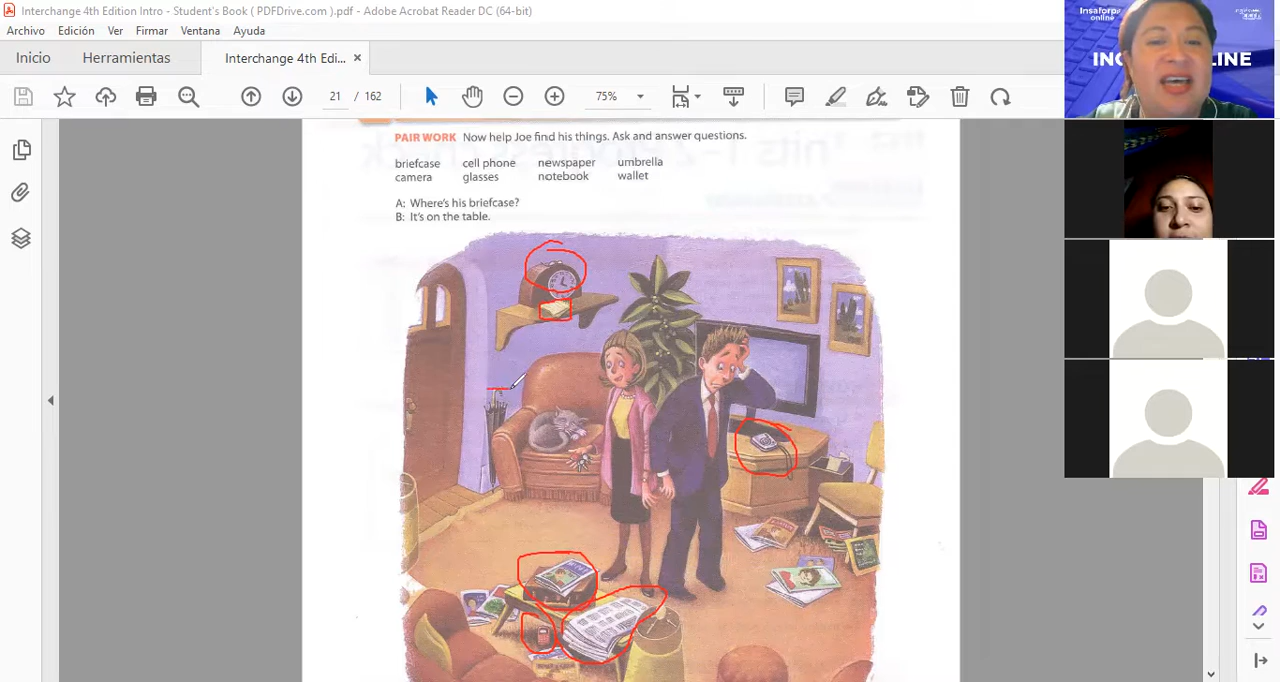 Interchange 4th Edition Intro - Student's Book ( PDFDrive.com ).pdf - Adobe Acrobat Reader DC (64-bit)
Archivo Edición Ver Firmar Ventana Ayuda
Inicio Herramientas Interchange 4th Edi... ×
21 / 162 75%
Insaforp
online
PAIR WORK Now help Joe find his things. Ask and answer questions.
briefcase cell phone newspaper umbrella
camera glasses notebook wallet
A: Where's his briefcase?
B: It's on the table.